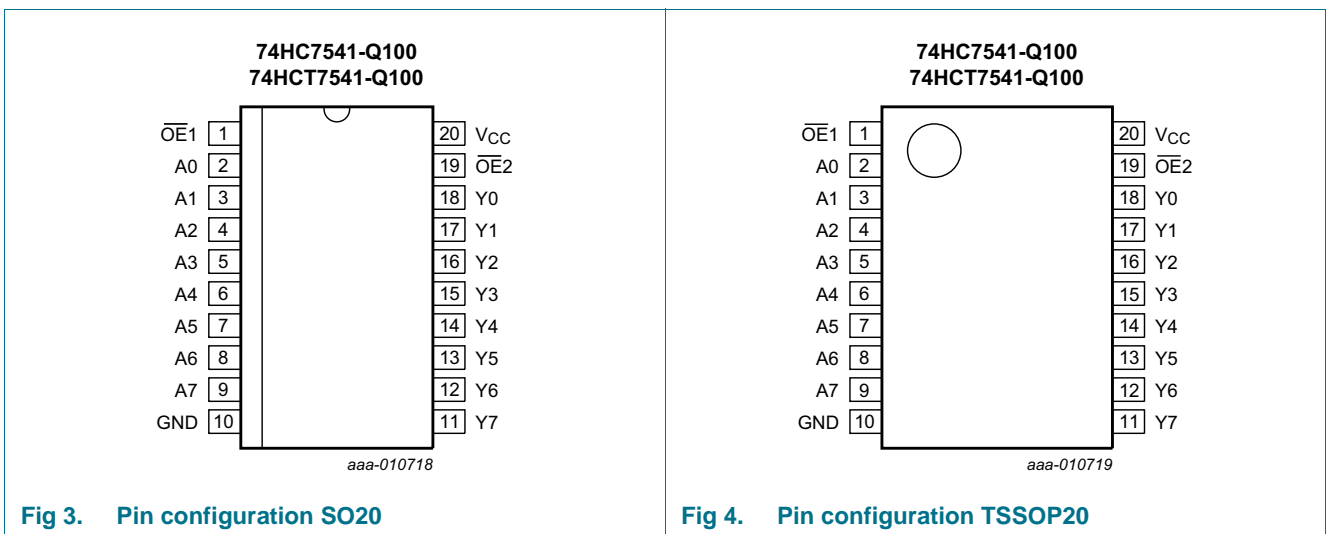 74HC7541-Q100
74HCT7541-Q100
O̅E̅1 1 20 VCC
A0 2 19 O̅E̅2
A1 3 18 Y0
A2 4 17 Y1
A3 5 16 Y2
A4 6 15 Y3
A5 7 14 Y4
A6 8 13 Y5
A7 9 12 Y6
GND 10 11 Y7
aaa-010718
Fig 3. Pin configuration SO20
74HC7541-Q100
74HCT7541-Q100
O̅E̅1 1 20 VCC
A0 2 19 O̅E̅2
A1 3 18 Y0
A2 4 17 Y1
A3 5 16 Y2
A4 6 15 Y3
A5 7 14 Y4
A6 8 13 Y5
A7 9 12 Y6
GND 10 11 Y7
aaa-010719
Fig 4. Pin configuration TSSOP20